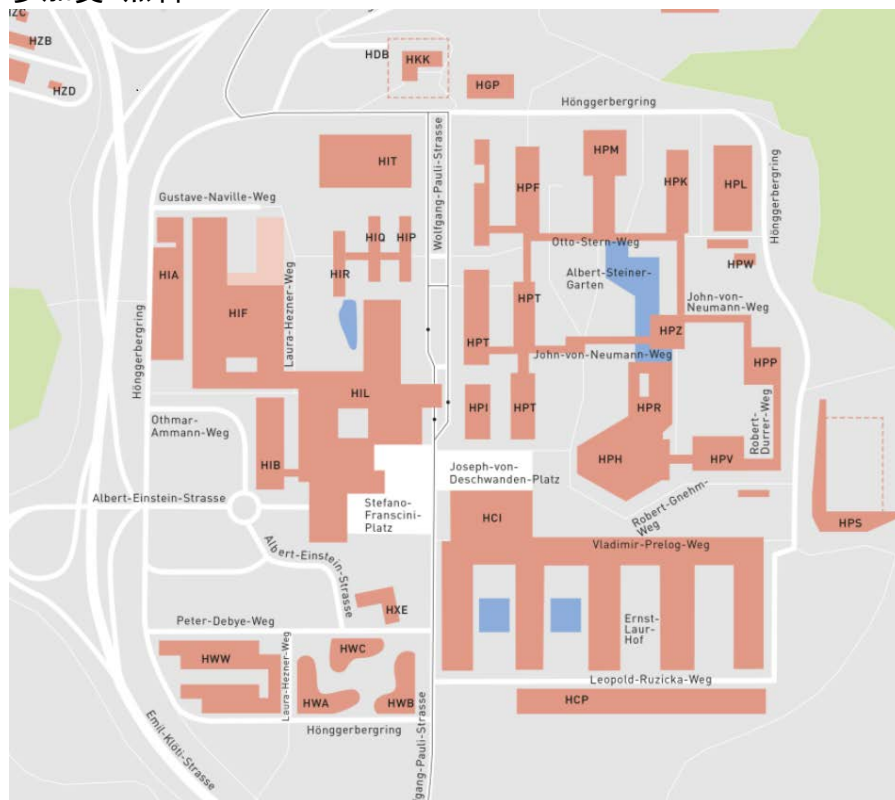 HZC
HZB
HZD
HDB
HKK
HGP
Hönggerbergring
HIT
Wolfgang-Pauli-Strasse
HPF
HPM
HPK
HPL
Hönggerbergring
Gustave-Naville-Weg
HIQ
HIP
HIR
Otto-Stern-Weg
HPW
HIA
HIF
Laura-Hezner-Weg
Albert-Steiner-
Garten
HPT
John-von-
Neumann-Weg
HPT
HPZ
John-von-Neumann-Weg
HPP
Hönggerbergring
HIL
HPI
HPT
HPR
Robert-
Durrer-Weg
Othmar-
Ammann-Weg
HIB
HPH
HPV
Joseph-von-
Deschwanden-Platz
Albert-Einstein-Strasse
Stefano-
Franscini-
Platz
Robert-Gnehm-
Weg
HCI
HPS
Vladimir-Prelog-Weg
Albert-Einstein-Strasse
HXE
Ernst-
Laur-
Hof
Peter-Debye-Weg
HWW
Laura-Hezner-Weg
HWC
HWA
HWB
Leopold-Ruzicka-Weg
HCP
Hönggerbergring
Emil-Klöti-Strasse
fgang-Pauli-Strasse